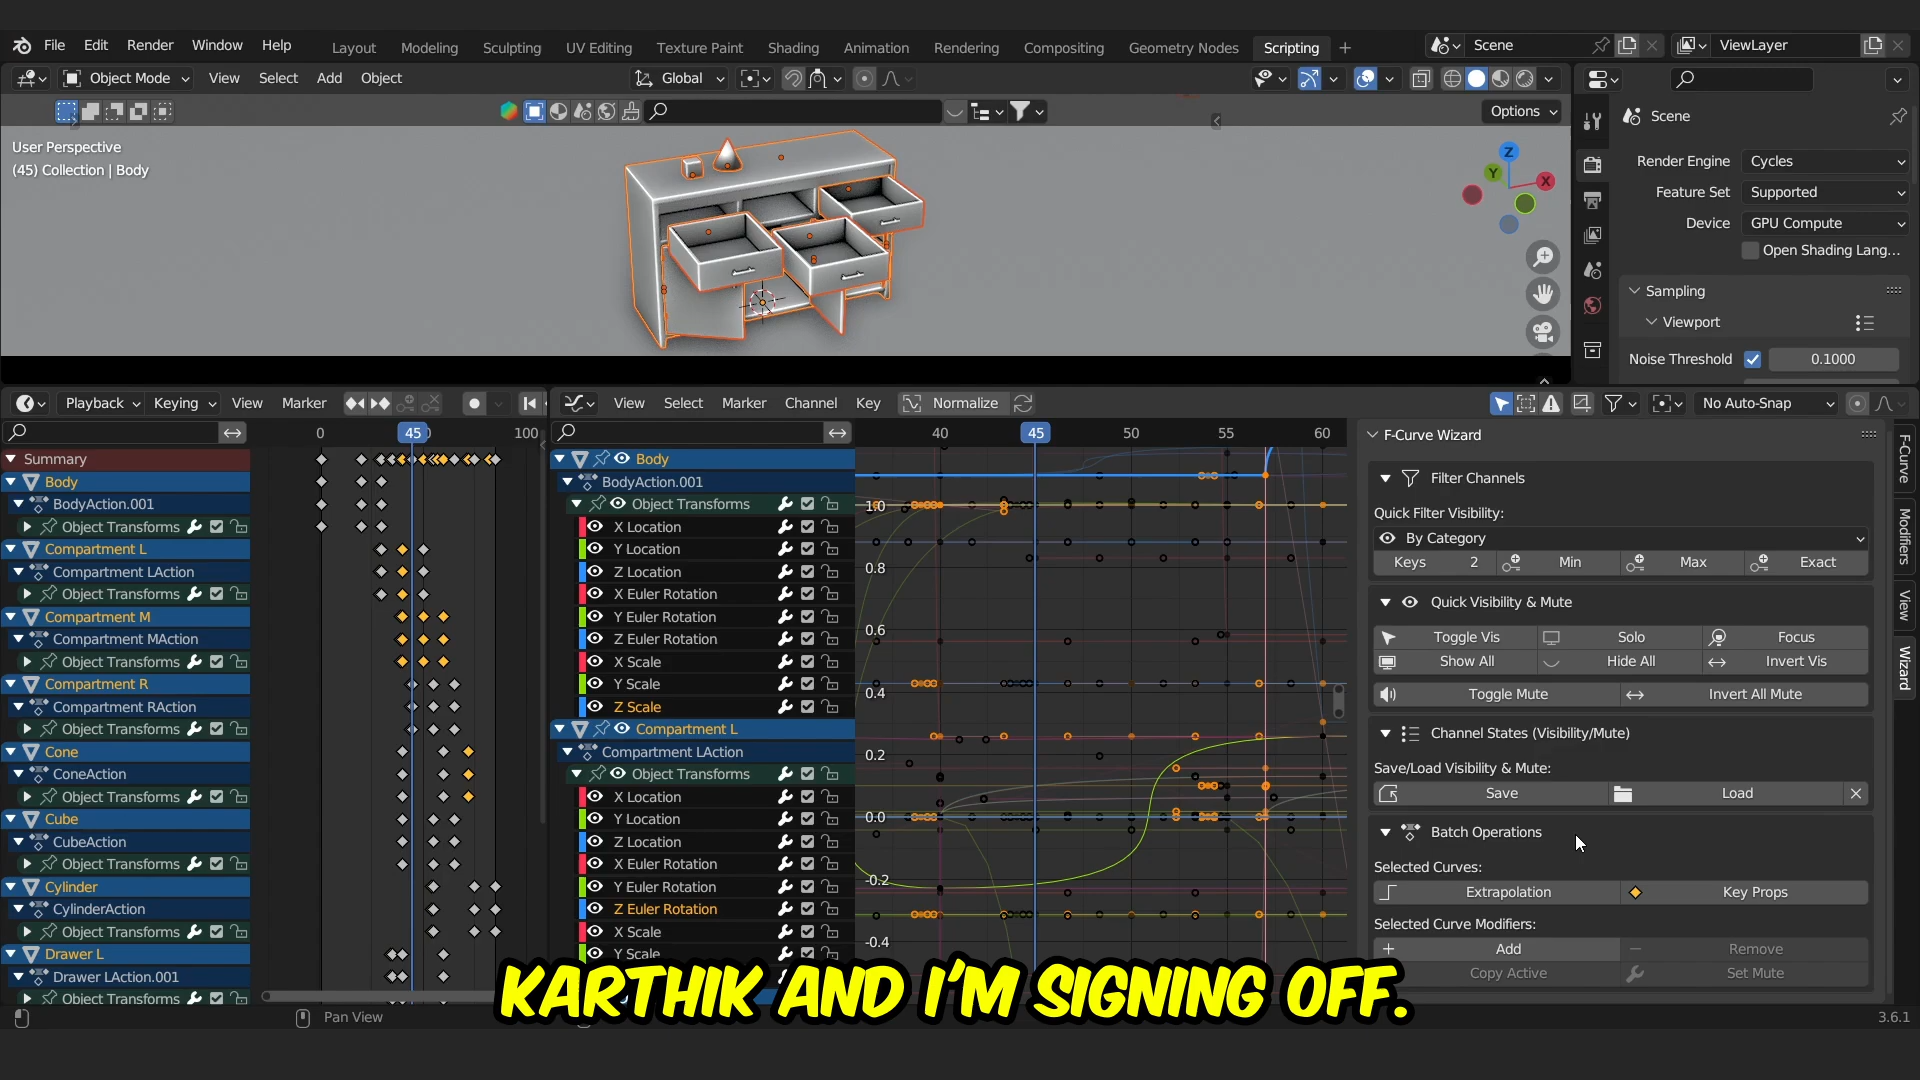 File Edit Render Window Help Layout Modeling Sculpting UV Editing Texture Paint Shading Animation Rendering Compositing Geometry Nodes Scripting + Scene ViewLayer
Object Mode View Select Add Object Global
Options
User Perspective
(45) Collection | Body
Z
Y
X
Scene
Render Engine Cycles
Feature Set Supported
Device GPU Compute
Open Shading Lang...
Sampling
Viewport
Noise Threshold 0.1000
Playback Keying View Marker
0 45 100
Summary
Body
BodyAction.001
Object Transforms
Compartment L
Compartment LAction
Object Transforms
Compartment M
Compartment MAction
Object Transforms
Compartment R
Compartment RAction
Object Transforms
Cone
ConeAction
Object Transforms
Cube
CubeAction
Object Transforms
Cylinder
CylinderAction
Object Transforms
Drawer L
Drawer LAction.001
Object Transforms
View Select Marker Channel Key Normalize No Auto-Snap
40 45 50 55 60
Body
BodyAction.001
Object Transforms
X Location
Y Location
Z Location
X Euler Rotation
Y Euler Rotation
Z Euler Rotation
X Scale
Y Scale
Z Scale
Compartment L
Compartment LAction
Object Transforms
X Location
Y Location
Z Location
X Euler Rotation
Y Euler Rotation
Z Euler Rotation
X Scale
Y Scale
1.0
0.8
0.6
0.4
0.2
0.0
-0.2
-0.4
F-Curve Wizard
Filter Channels
Quick Filter Visibility:
By Category
Keys 2 Min Max Exact
Quick Visibility & Mute
Toggle Vis Solo Focus
Show All Hide All Invert Vis
Toggle Mute Invert All Mute
Channel States (Visibility/Mute)
Save/Load Visibility & Mute:
Save Load
Batch Operations
Selected Curves:
Extrapolation Key Props
Selected Curve Modifiers:
Add Remove
Copy Active Set Mute
F-Curve
Modifiers
View
Wizard
KARTHIK AND I'M SIGNING OFF.
Pan View
3.6.1